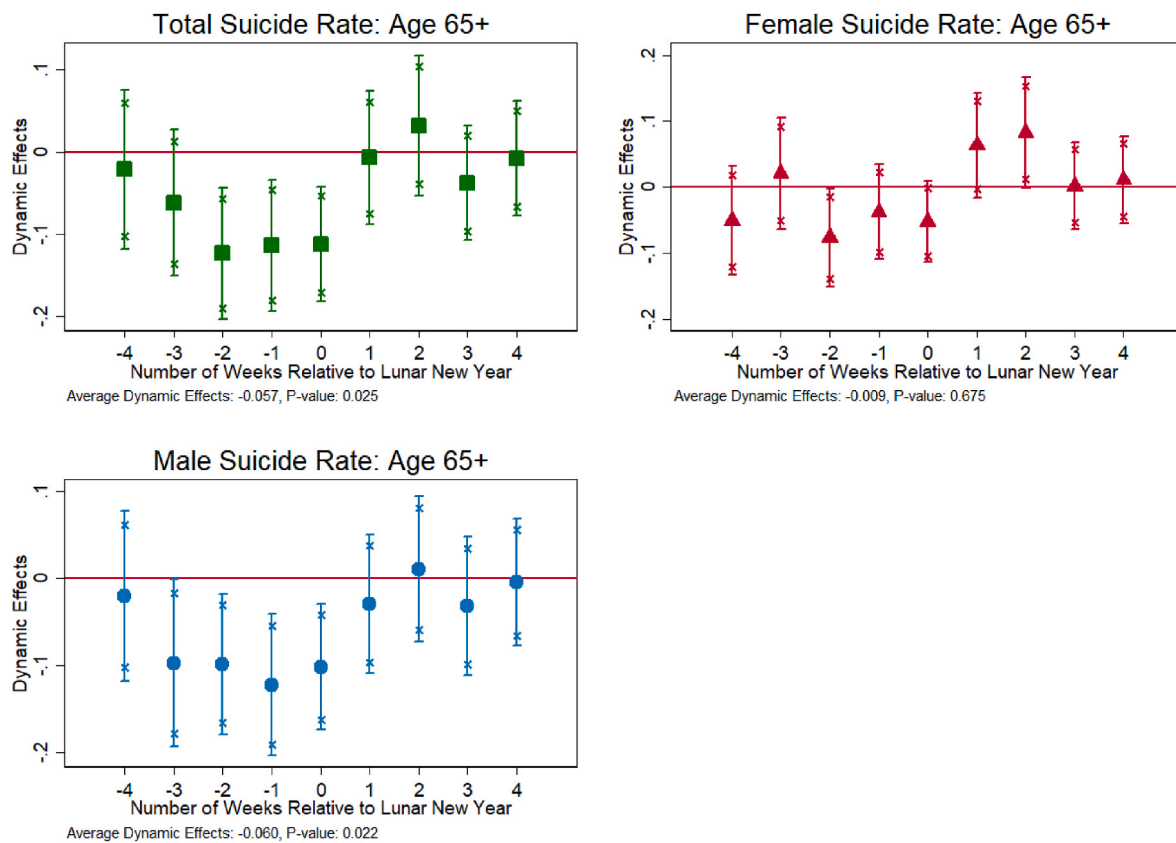 Total Suicide Rate: Age 65+
Dynamic Effects
.1
0
-.1
-.2
-4 -3 -2 -1 0 1 2 3 4
Number of Weeks Relative to Lunar New Year
Average Dynamic Effects: -0.057, P-value: 0.025
Female Suicide Rate: Age 65+
Dynamic Effects
.2
.1
0
-.1
-.2
-4 -3 -2 -1 0 1 2 3 4
Number of Weeks Relative to Lunar New Year
Average Dynamic Effects: -0.009, P-value: 0.675
Male Suicide Rate: Age 65+
Dynamic Effects
.1
0
-.1
-.2
-4 -3 -2 -1 0 1 2 3 4
Number of Weeks Relative to Lunar New Year
Average Dynamic Effects: -0.060, P-value: 0.022